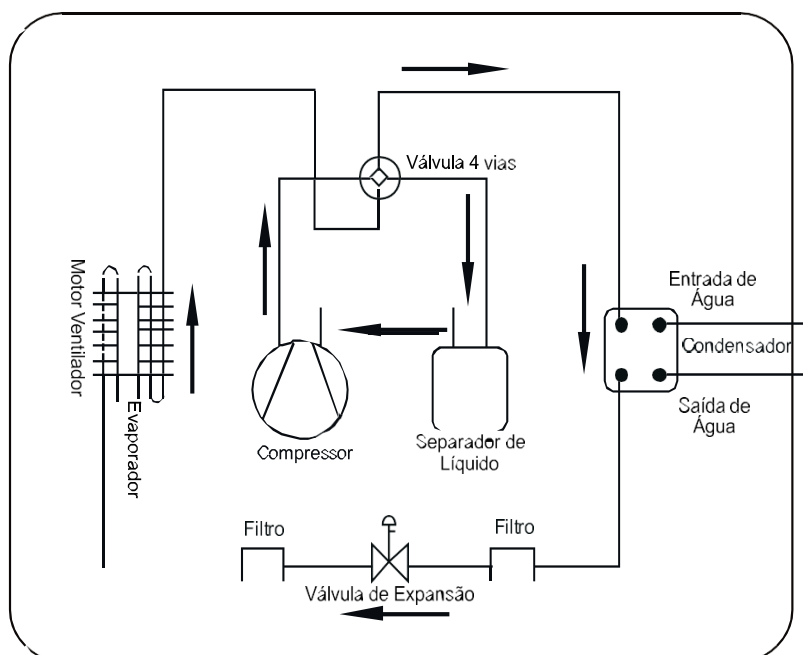 Válvula 4 vias
Motor Ventilador
Evaporador
Entrada de
Água
Condensador
Saída de
Água
Compressor
Separador de
Líquido
Filtro
Filtro
Válvula de Expansão